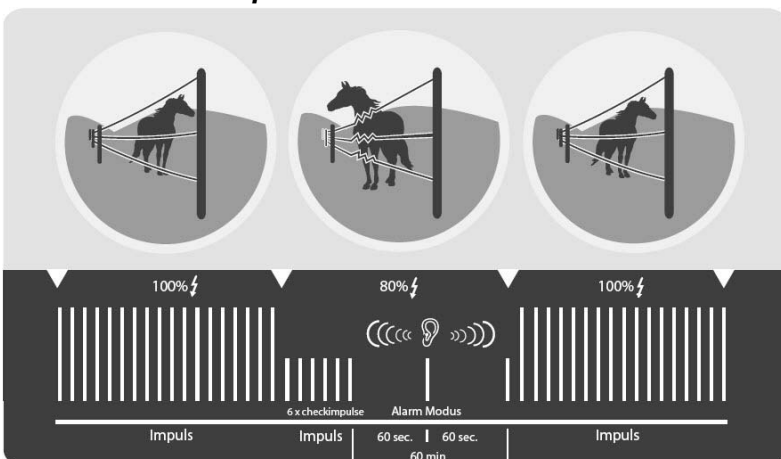 100% 80% 100%
6 x checkimpulse Alarm Modus
Impuls Impuls 60 sec. 60 sec. Impuls
60 min